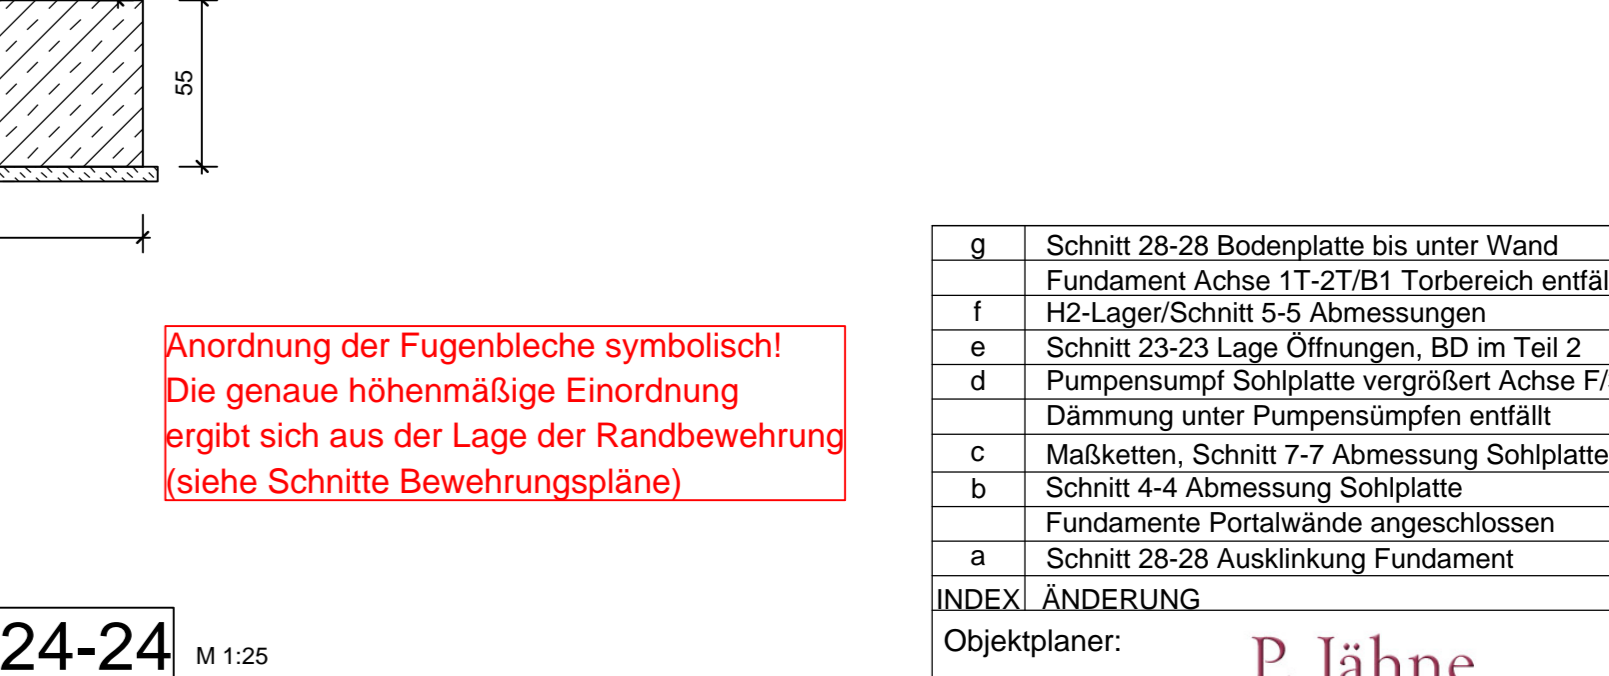 55
g Schnitt 28-28 Bodenplatte bis unter Wand
Fundament Achse 1T-2T/B1 Torbereich
f H2-Lager/Schnitt 5-5 Abmessungen
e Schnitt 23-23 Lage Öffnungen, BD im Teil 2
d Pumpensumpf Sohlplatte vergrößert Achse
Dämmung unter Pumpensümpfen entfällt
c Maßketten, Schnitt 7-7 Abmessung Sohlplatte
b Schnitt 4-4 Abmessung Sohlplatte
Fundamente Portalwände angeschlossen
a Schnitt 28-28 Ausklinkung Fundament
INDEX ÄNDERUNG
Anordnung der Fugenbleche symbolisch!
Die genaue höhenmäßige Einordnung
ergibt sich aus der Lage der Randbewehrung
(siehe Schnitte Bewehrungspläne)
24-24 M 1:25
Objektplaner:
P. Jähne